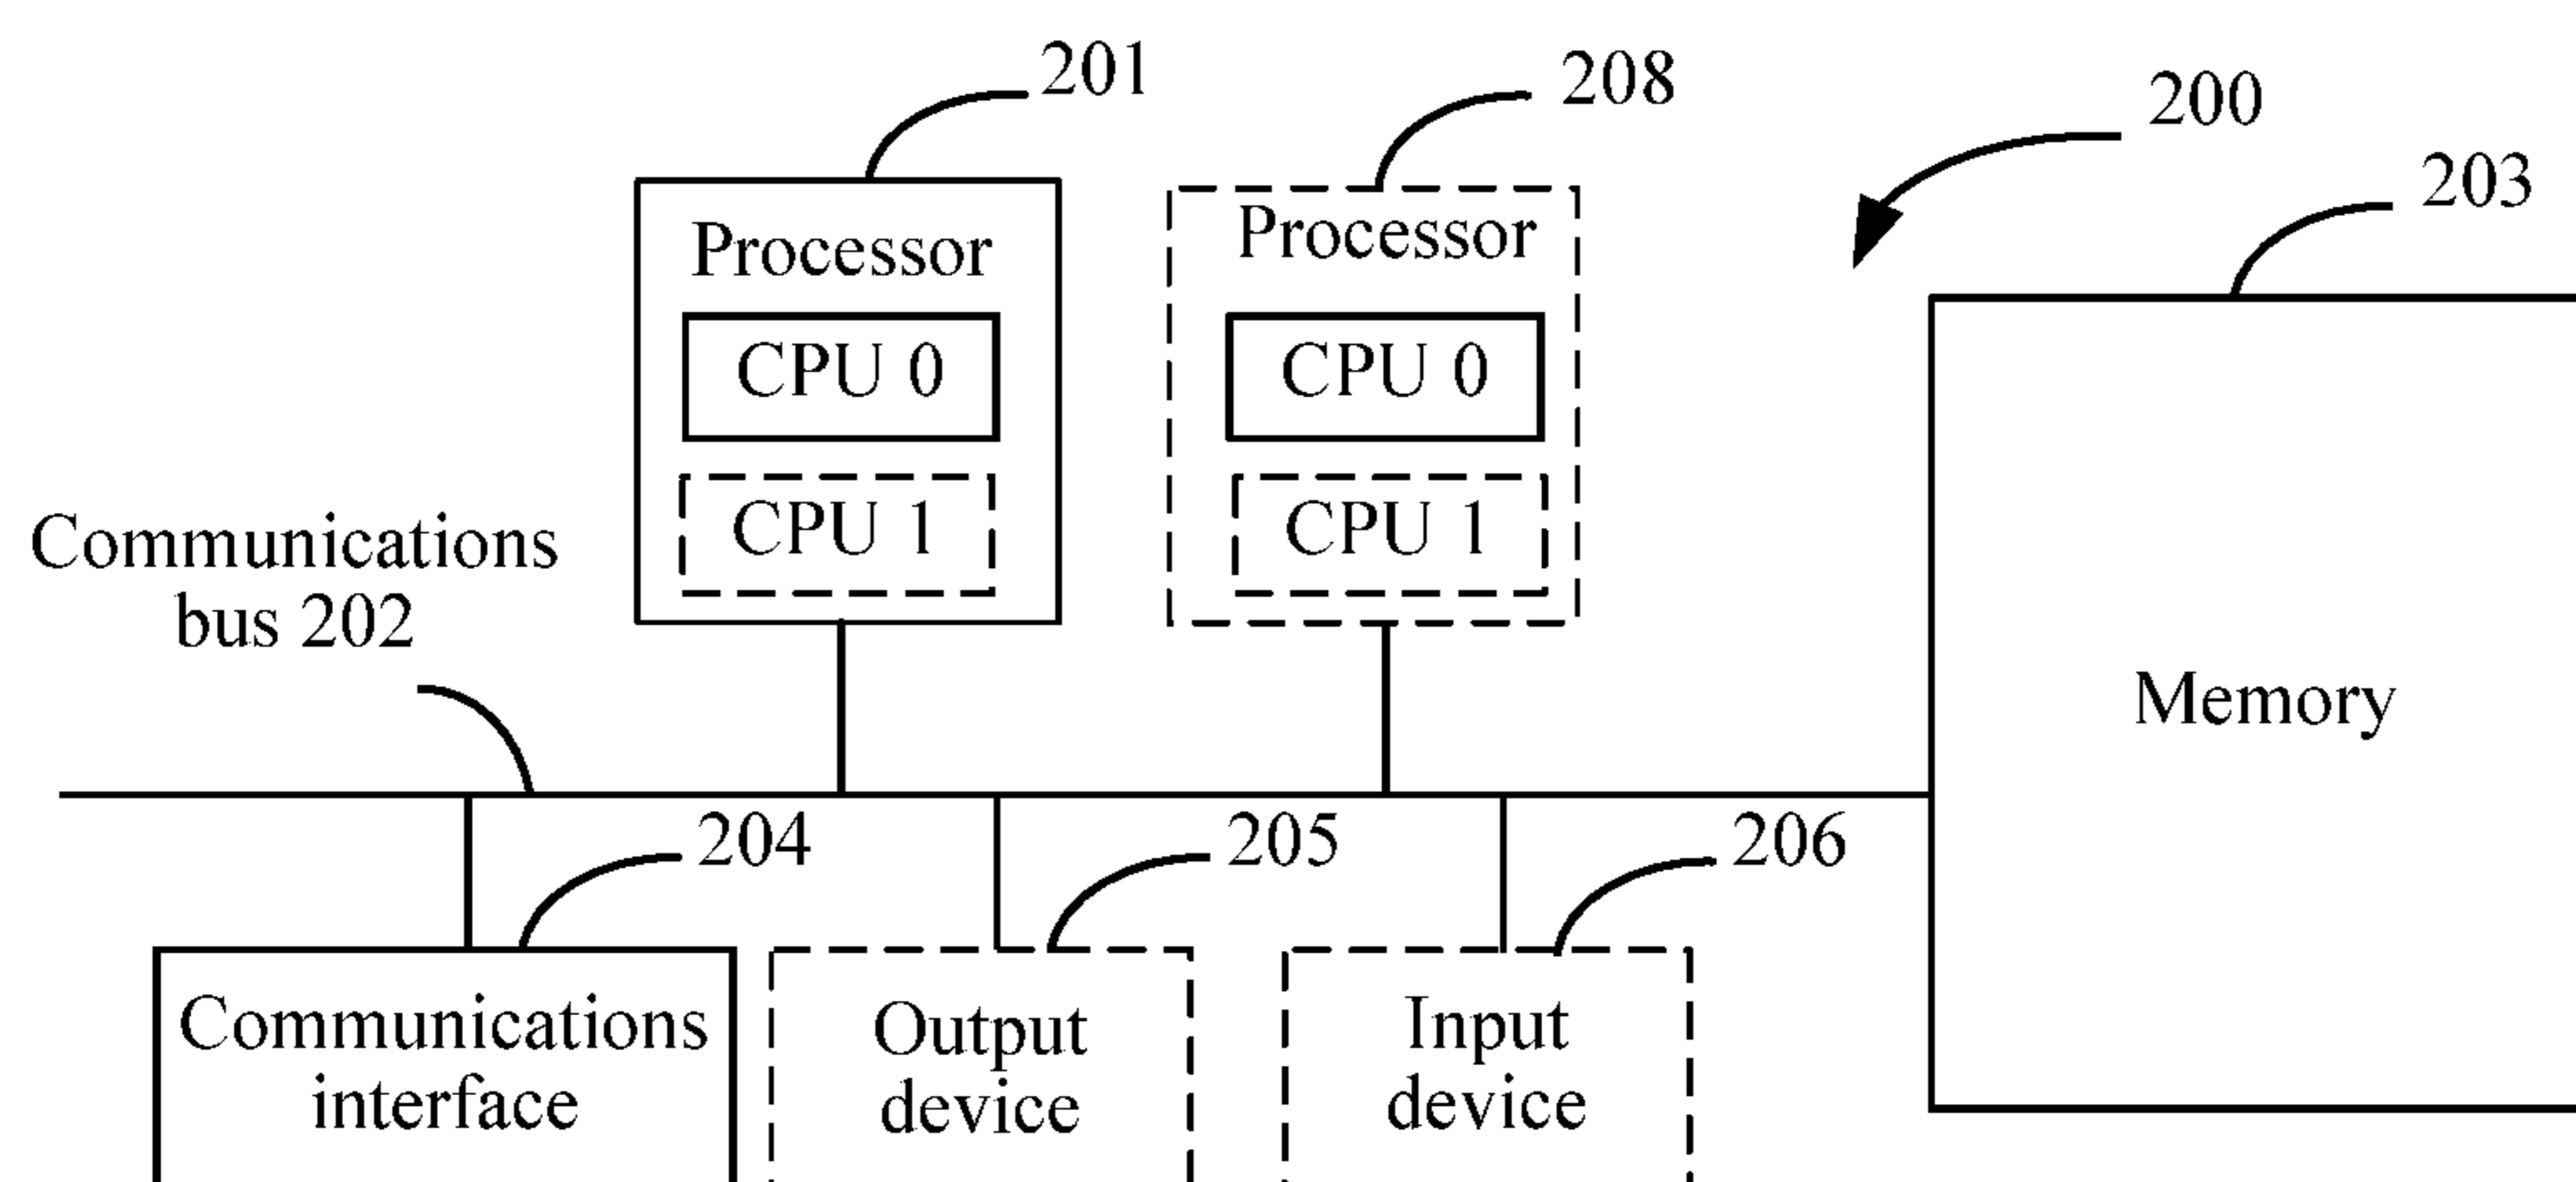 201
208
200
203
Processor
Processor
CPU 0
CPU 0
CPU 1
CPU 1
Communications
bus 202
Memory
204
205
206
Communications
interface
Output
device
Input
device